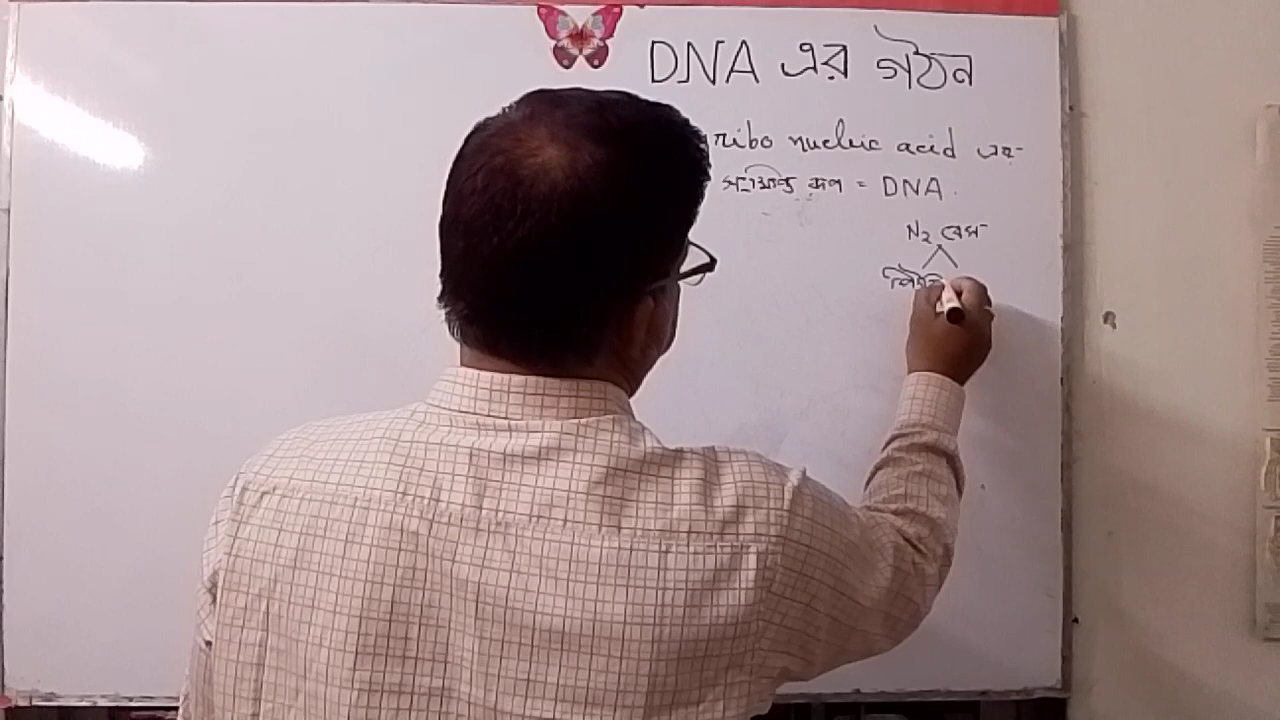 DNA এর গঠন
ribo nucleic acid এর
সংক্ষিপ্ত রূপ = DNA.
N₂ বেস